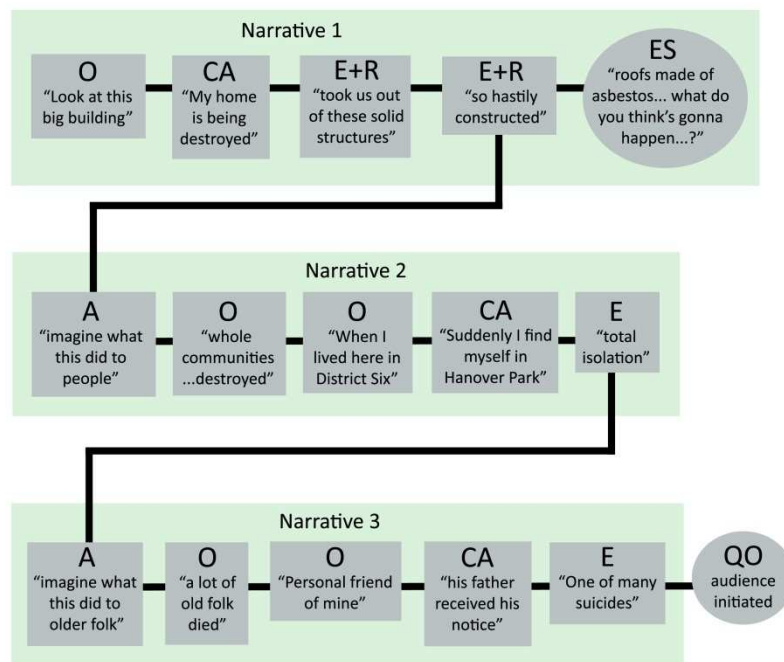 Narrative 1
O
“Look at this
big building”
CA
“My home
is being
destroyed”
E+R
“took us out
of these solid
structures”
E+R
“so hastily
constructed”
ES
“roofs made of
asbestos... what do
you think’s gonna
happen...?”
Narrative 2
A
“imagine what
this did to
people”
O
“whole
communities
...destroyed”
O
“When I
lived here in
District Six”
CA
“Suddenly I find
myself in
Hanover Park”
E
“total
isolation”
Narrative 3
A
“imagine what
this did to
older folk”
O
“a lot of
old folk
died”
O
“Personal friend
of mine”
CA
“his father
received his
notice”
E
“One of many
suicides”
QO
audience
initiated